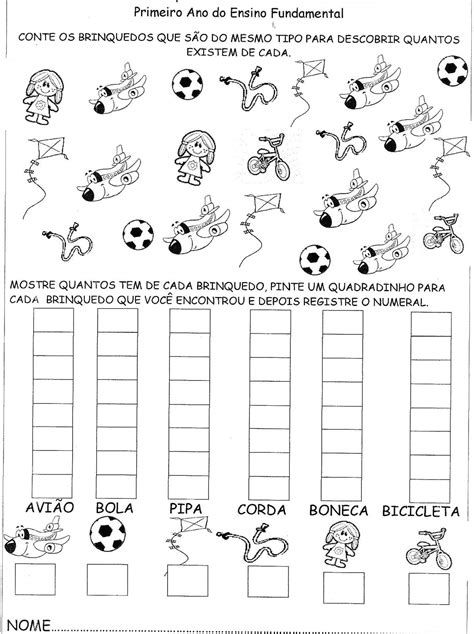 Primeiro Ano do Ensino Fundamental
CONTE OS BRINQUEDOS QUE SÃO DO MESMO TIPO PARA DESCOBRIR QUANTOS
EXISTEM DE CADA.
MOSTRE QUANTOS TEM DE CADA BRINQUEDO, PINTE UM QUADRADINHO PARA
CADA BRINQUEDO QUE VOCÊ ENCONTROU E DEPOIS REGISTRE O NUMERAL.
AVIÃO BOLA PIPA CORDA BONECA BICICLETA
NOME...........................................................................